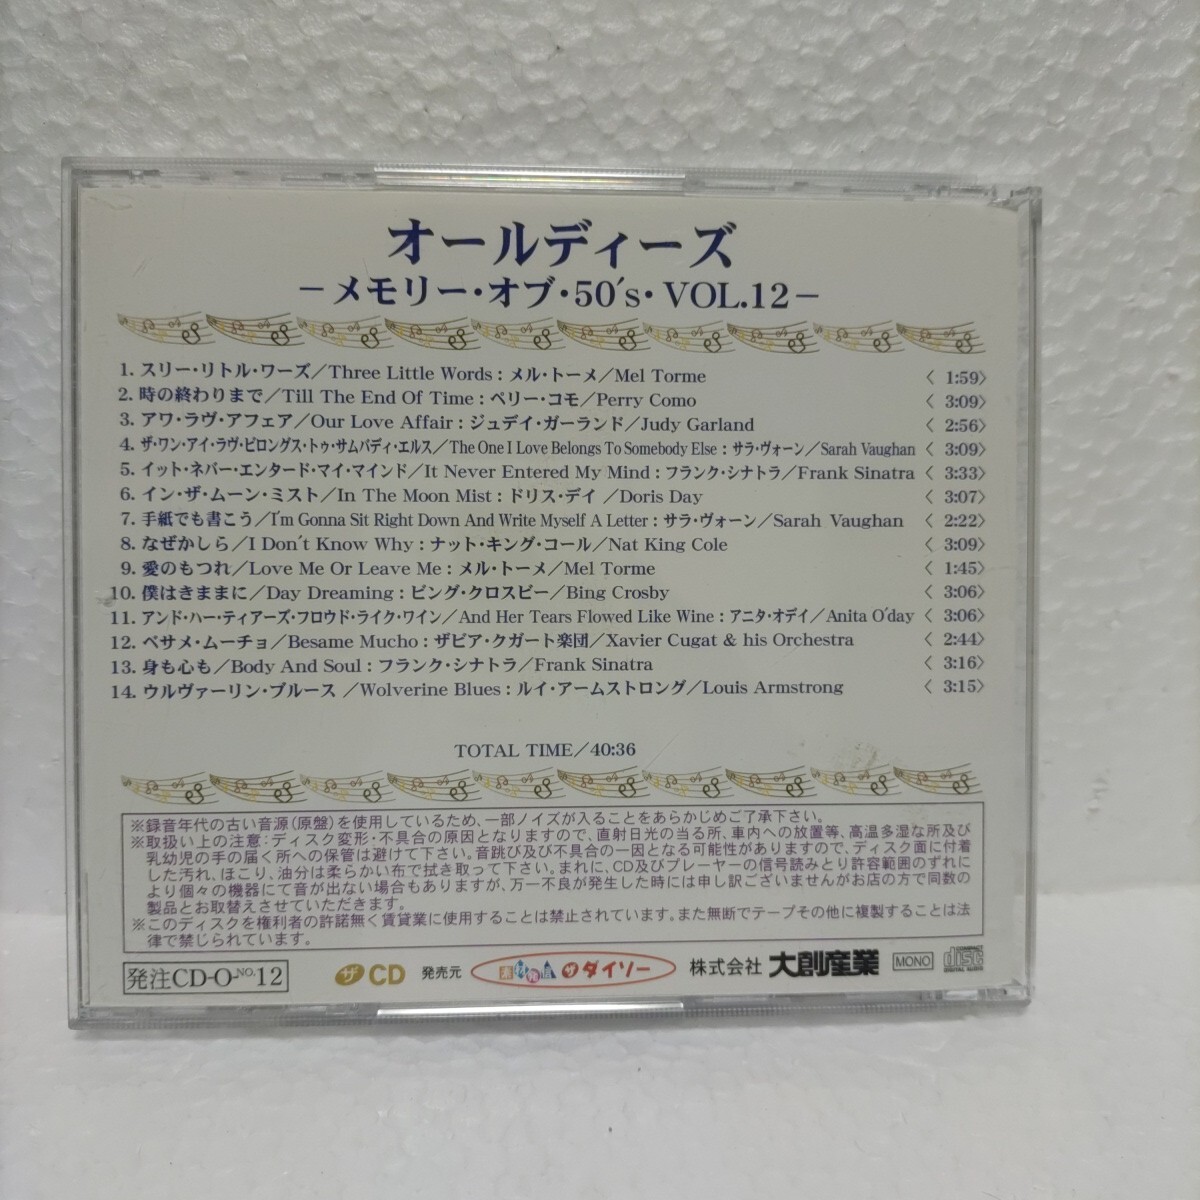 オールディーズ
－メモリー・オブ・50's・VOL.12－
1. スリー・リトル・ワーズ／Three Little Words：メル・トーメ／Mel Torme 〈 1:59〉
2. 時の終わりまで／Till The End Of Time：ペリー・コモ／Perry Como 〈 3:09〉
3. アワ・ラヴ・アフェア／Our Love Affair：ジュデイ・ガーランド／Judy Garland 〈 2:56〉
4. ザ・ワン・アイ・ラヴ・ビロングス・トゥ・サムバディ・エルス／The One I Love Belongs To Somebody Else：サラ・ヴォーン／Sarah Vaughan 〈 3:09〉
5. イット・ネバー・エンタード・マイ・マインド／It Never Entered My Mind：フランク・シナトラ／Frank Sinatra 〈 3:33〉
6. イン・ザ・ムーン・ミスト／In The Moon Mist：ドリス・デイ ／Doris Day 〈 3:07〉
7. 手紙でも書こう／I'm Gonna Sit Right Down And Write Myself A Letter：サラ・ヴォーン／Sarah Vaughan 〈 2:22〉
8. なぜかしら／I Don't Know Why：ナット・キング・コール／Nat King Cole 〈 3:09〉
9. 愛のもつれ／Love Me Or Leave Me：メル・トーメ／Mel Torme 〈 1:45〉
10. 僕はきままに／Day Dreaming：ビング・クロスビー／Bing Crosby 〈 3:06〉
11. アンド・ハー・ティアーズ・フロウド・ライク・ワイン／And Her Tears Flowed Like Wine：アニタ・オデイ／Anita O'day 〈 3:06〉
12. ベサメ・ムーチョ／Besame Mucho：ザビア・クガート楽団／Xavier Cugat & his Orchestra 〈 2:44〉
13. 身も心も／Body And Soul：フランク・シナトラ／Frank Sinatra 〈 3:16〉
14. ウルヴァーリン・ブルース ／Wolverine Blues：ルイ・アームストロング／Louis Armstrong 〈 3:15〉
TOTAL TIME／40:36
※録音年代の古い音源(原盤)を使用しているため、一部ノイズが入ることをあらかじめご了承下さい。
※取扱い上の注意：ディスク変形・不具合の原因となりますので、直射日光の当る所、車内への放置等、高温多湿な所及び
乳幼児の手の届く所への保管は避けて下さい。音跳び及び不具合の一因となる可能性がありますので、ディスク面に付着
した汚れ、ほこり、油分は柔らかい布で拭き取って下さい。まれに、CD及びプレーヤーの信号読みとり許容範囲のずれに
より個々の機器にて音が出ない場合もありますが、万一不良が発生した時には申し訳ございませんがお店の方で同数の
製品とお取替えさせていただきます。
※このディスクを権利者の許諾無く賃貸業に使用することは禁止されています。また無断でテープその他に複製することは法
律で禁じられています。
発注CD-O-NO.12 ザCD 発売元 ザダイソー 株式会社 大創産業 MONO COMPACT disc DIGITAL AUDIO